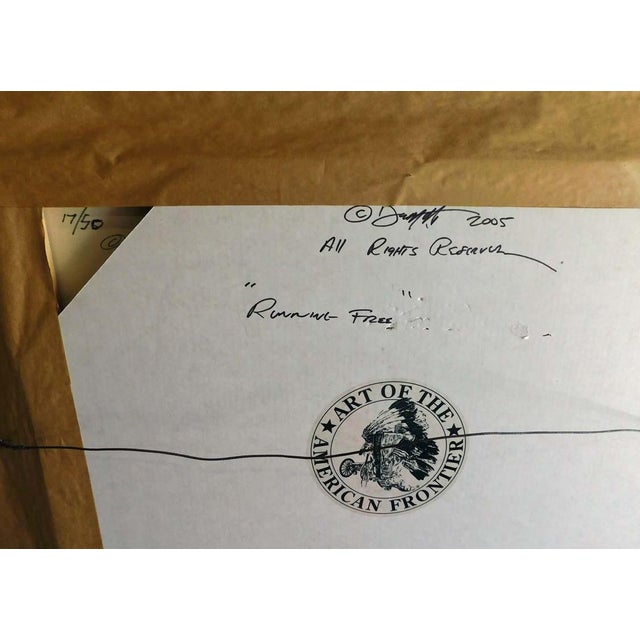 17/50
©
© 2005
All Rights Reserved
"Running Free"
ART OF THE
AMERICAN FRONTIER